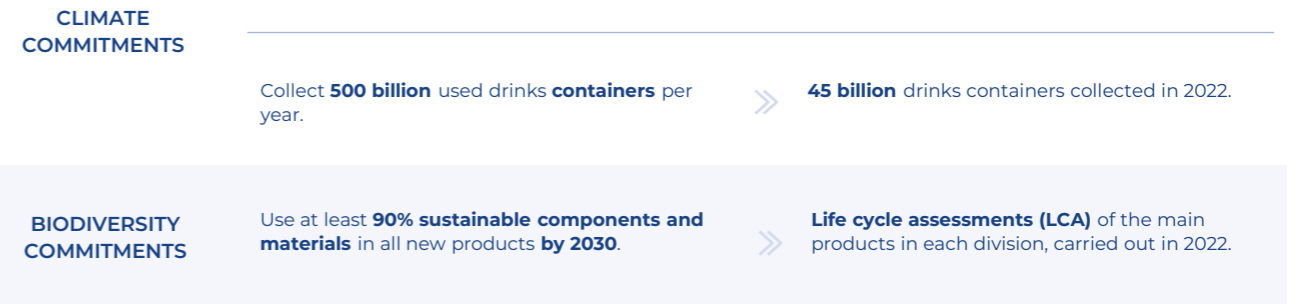 CLIMATE
COMMITMENTS
Collect 500 billion used drinks containers per
year.
45 billion drinks containers collected in 2022.
BIODIVERSITY
COMMITMENTS
Use at least 90% sustainable components and
materials in all new products by 2030.
Life cycle assessments (LCA) of the main
products in each division, carried out in 2022.